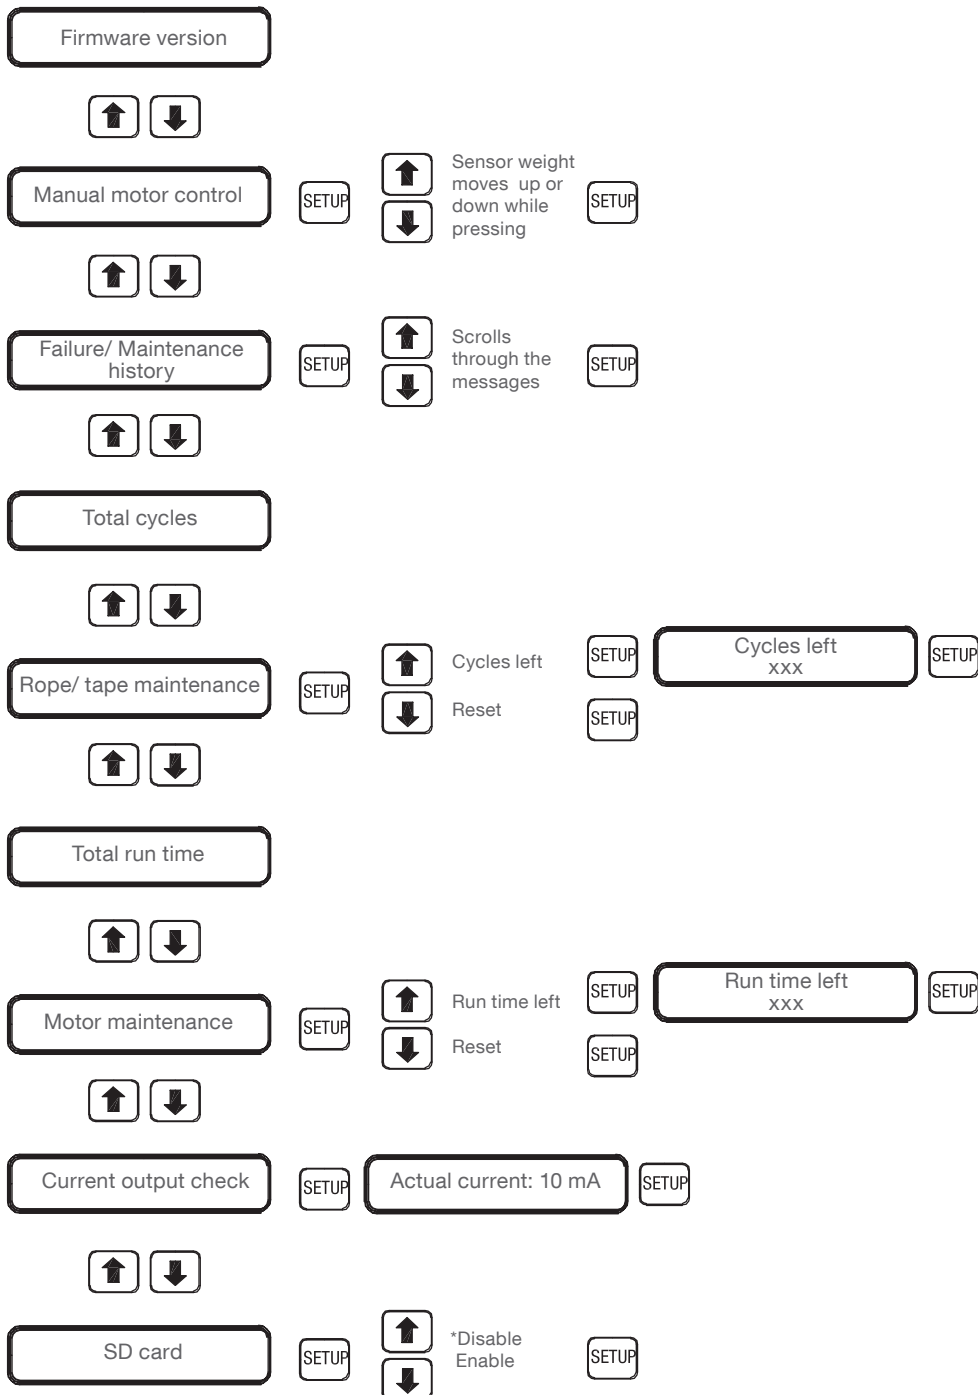 Firmware version
Manual motor control
SETUP
Sensor weight
moves up or
down while
pressing
SETUP
Failure/ Maintenance
history
SETUP
Scrolls
through the
messages
SETUP
Total cycles
Rope/ tape maintenance
SETUP
Cycles left
SETUP
Cycles left
xxx
SETUP
Reset
SETUP
Total run time
Motor maintenance
SETUP
Run time left
SETUP
Run time left
xxx
SETUP
Reset
SETUP
Current output check
SETUP
Actual current: 10 mA
SETUP
SD card
SETUP
*Disable
Enable
SETUP